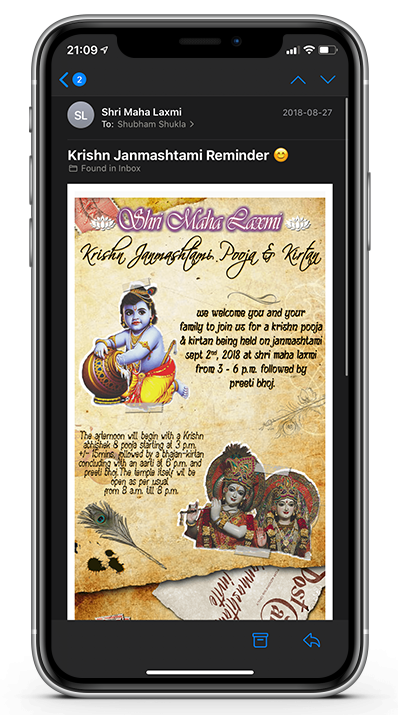 21:09
2
SL
Shri Maha Laxmi
2018-08-27
To: Shubham Shukla
Krishn Janmashtami Reminder 😊
Found in Inbox
Shri Maha Laxmi
Krishn Janmashtami, Pooja & Kirtan
we welcome you and your
family to join us for a krishn pooja
& kirtan being held on janmashtami
sept 2nd, 2018 at shri maha laxmi
from 3 - 6 p.m. followed by
preeti bhoj.
The afternoon will begin with a Krishn
abhishek & pooja starting at 3 p.m.
+/- 15mins, followed by a bhajan-kirtan
concluding with an aarti at 6 p.m. and
preeti bhoj. The temple itself will be
open as per usual
from 8 a.m. till 8 p.m.
Post